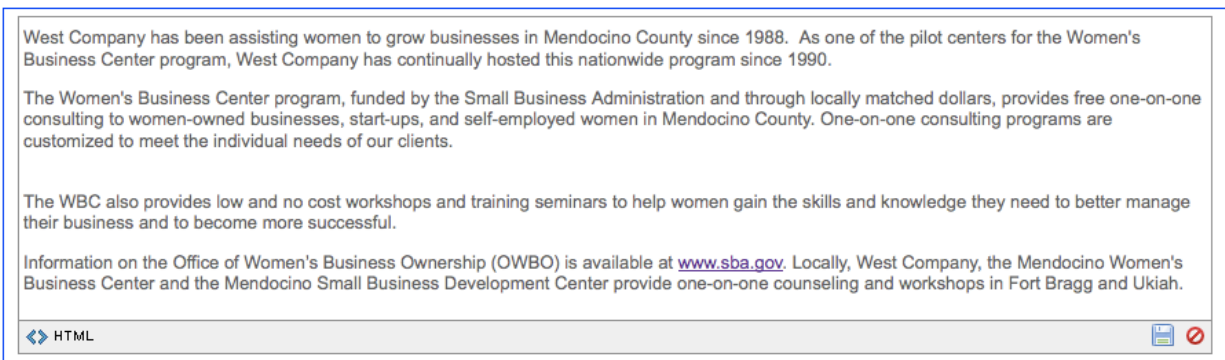 West Company has been assisting women to grow businesses in Mendocino County since 1988.  As one of the pilot centers for the Women's
Business Center program, West Company has continually hosted this nationwide program since 1990.
The Women's Business Center program, funded by the Small Business Administration and through locally matched dollars, provides free one-on-one
consulting to women-owned businesses, start-ups, and self-employed women in Mendocino County. One-on-one consulting programs are
customized to meet the individual needs of our clients.
The WBC also provides low and no cost workshops and training seminars to help women gain the skills and knowledge they need to better manage
their business and to become more successful.
Information on the Office of Women's Business Ownership (OWBO) is available at www.sba.gov. Locally, West Company, the Mendocino Women's
Business Center and the Mendocino Small Business Development Center provide one-on-one counseling and workshops in Fort Bragg and Ukiah.
HTML